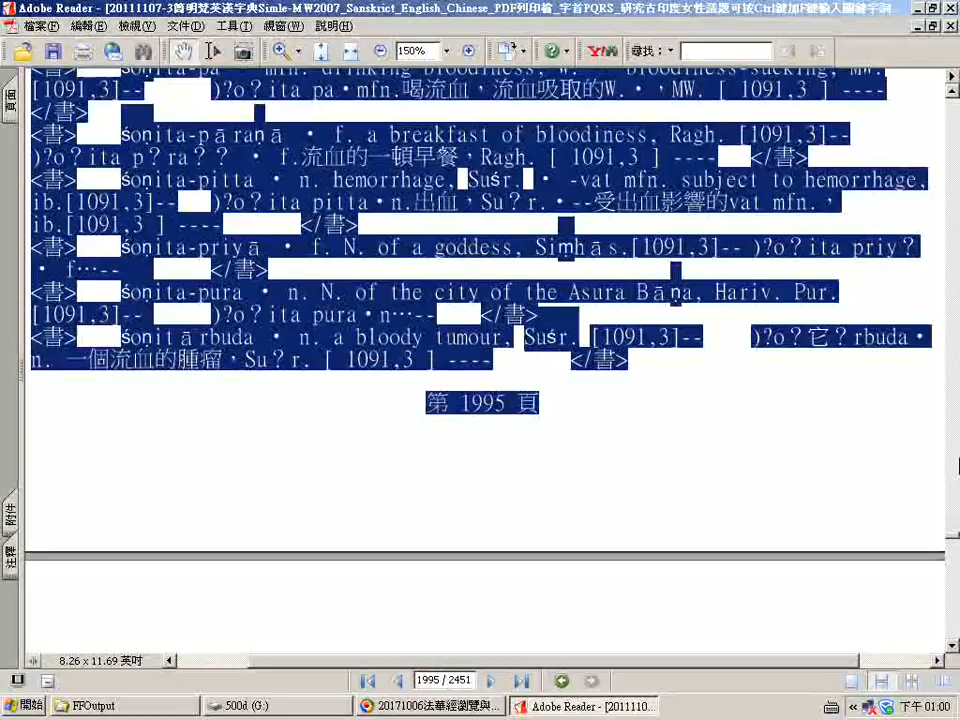 Adobe Reader - [20111107-3簡明梵英漢字典Simle-MW2007_Sanskrict_English_Chinese_PDF列印檔_字首PQRS_研究古印度女性議題可按Ctrl鍵加F鍵輸入關鍵字詞
檔案(F) 編輯(E) 檢視(V) 文件(D) 工具(T) 視窗(W) 說明(H)
150% 尋找:
頁面
[1091,3]-- )?o?ita pa‧mfn.喝流血,流血吸取的W.‧,MW. [ 1091,3 ] ----
</書>
<書> śoṇita-pāraṇā ‧ f. a breakfast of bloodiness, Ragh. [1091,3]--
)?o?ita p?ra?? ‧ f.流血的一頓早餐,Ragh. [ 1091,3 ] ---- </書>
<書> śoṇita-pitta ‧ n. hemorrhage, Suśr. ‧ -vat mfn. subject to hemorrhage,
ib.[1091,3]-- )?o?ita pitta‧n.出血,Su?r.‧--受出血影響的vat mfn.,
ib.[1091,3 ] ---- </書>
<書> śoṇita-priyā ‧ f. N. of a goddess, Siṃhās.[1091,3]-- )?o?ita priy?
‧ f…-- </書>
<書> śoṇita-pura ‧ n. N. of the city of the Asura Bāṇa, Hariv. Pur.
[1091,3]-- )?o?ita pura‧n…-- </書>
<書> śoṇitārbuda ‧ n. a bloody tumour, Suśr. [1091,3]-- )?o?它?rbuda‧
n. 一個流血的腫瘤,Su?r. [ 1091,3 ] ---- </書>
第 1995 頁
附件
注釋
8.26 x 11.69 英吋
1995 / 2451
開始 FFOutput 500d (G:) 20171006法華經瀏覽與... Adobe Reader - [2011110... 下午 01:00